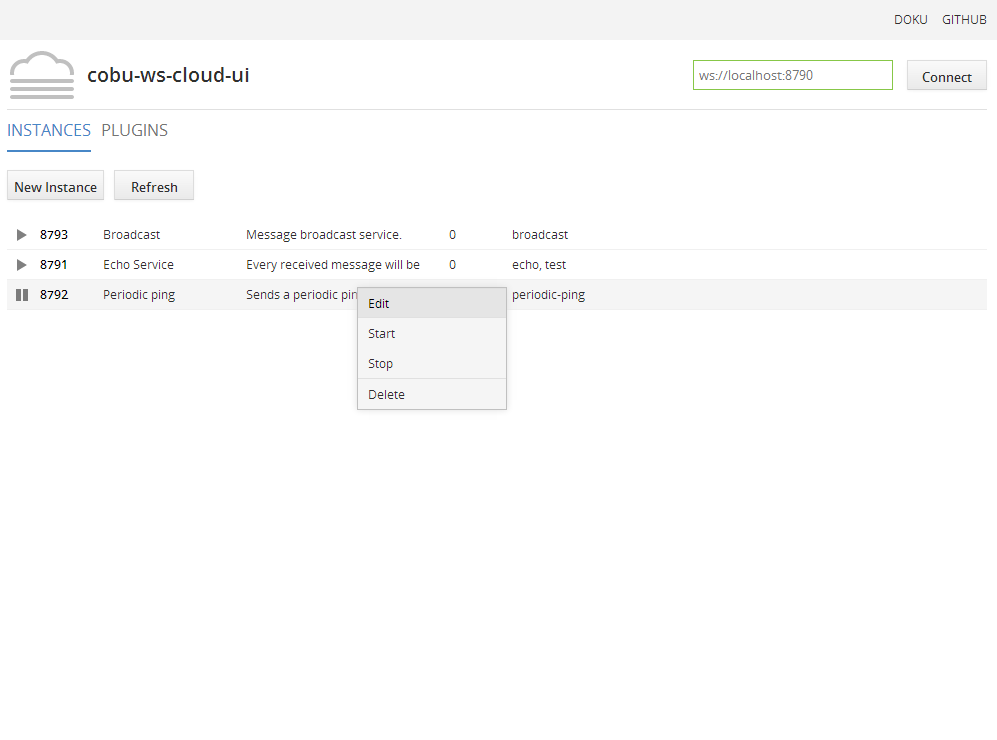 DOKU GITHUB
cobu-ws-cloud-ui
ws://localhost:8790 Connect
INSTANCES PLUGINS
New Instance Refresh
8793 Broadcast Message broadcast service. 0 broadcast
8791 Echo Service Every received message will be 0 echo, test
8792 Periodic ping Sends a periodic periodic-ping
Edit
Start
Stop
Delete